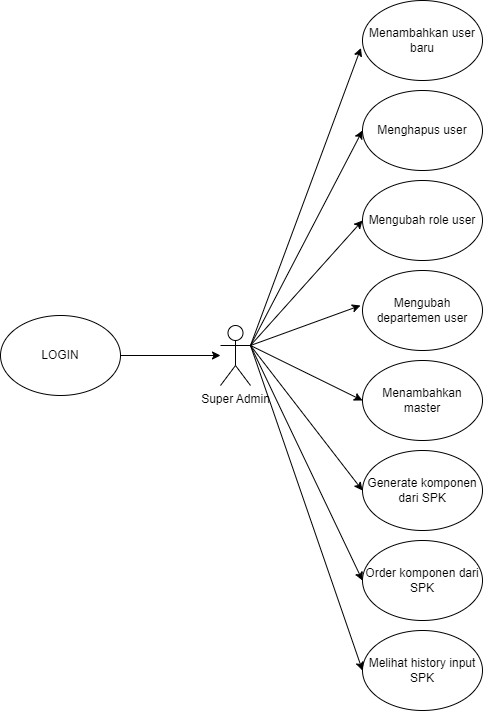 Menambahkan user
baru
Menghapus user
Mengubah role user
Mengubah
departemen user
LOGIN
Super Admin
Menambahkan
master
Generate komponen
dari SPK
Order komponen dari
SPK
Melihat history input
SPK